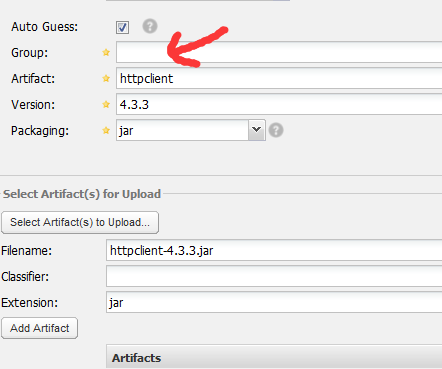 Auto Guess:
Group:
Artifact: httpclient
Version: 4.3.3
Packaging: jar
Select Artifact(s) for Upload
Select Artifact(s) to Upload...
Filename: httpclient-4.3.3.jar
Classifier:
Extension: jar
Add Artifact
Artifacts